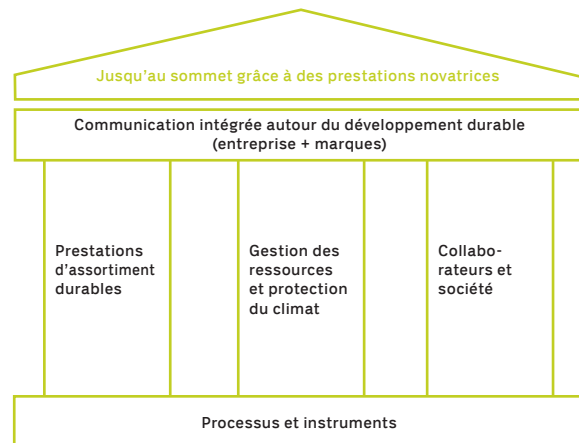 Jusqu'au sommet grâce à des prestations novatrices
Communication intégrée autour du développement durable
(entreprise + marques)
Prestations
d'assortiment
durables
Gestion des
ressources
et protection
du climat
Collabo-
rateurs et
société
Processus et instruments